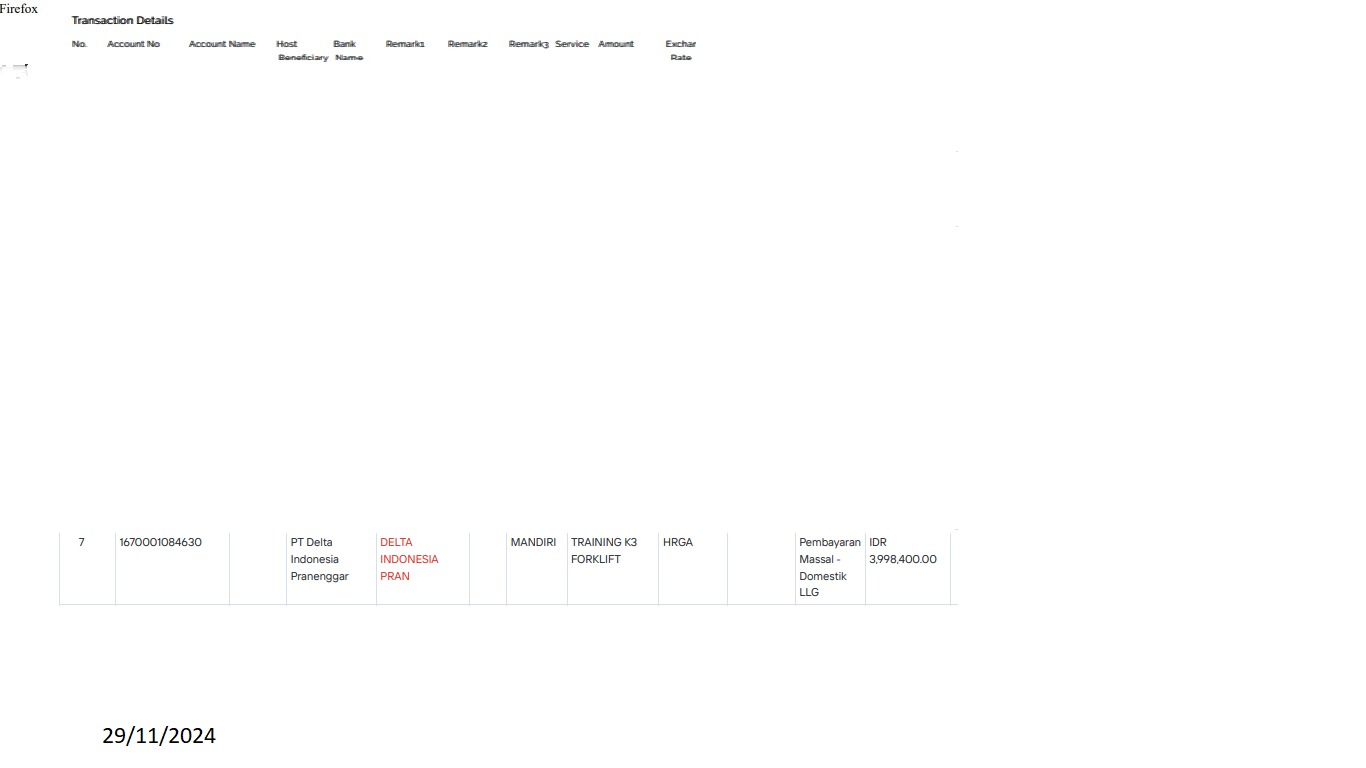 Firefox
Transaction Details
No. Account No Account Name Host Bank Remark1 Remark2 Remark3 Service Amount Exchar
Beneficiary Name Rate
7 1670001084630 PT Delta DELTA MANDIRI TRAINING K3 HRGA Pembayaran IDR
Indonesia INDONESIA FORKLIFT Massal - 3,998,400.00
Pranenggar PRAN Domestik
LLG
29/11/2024